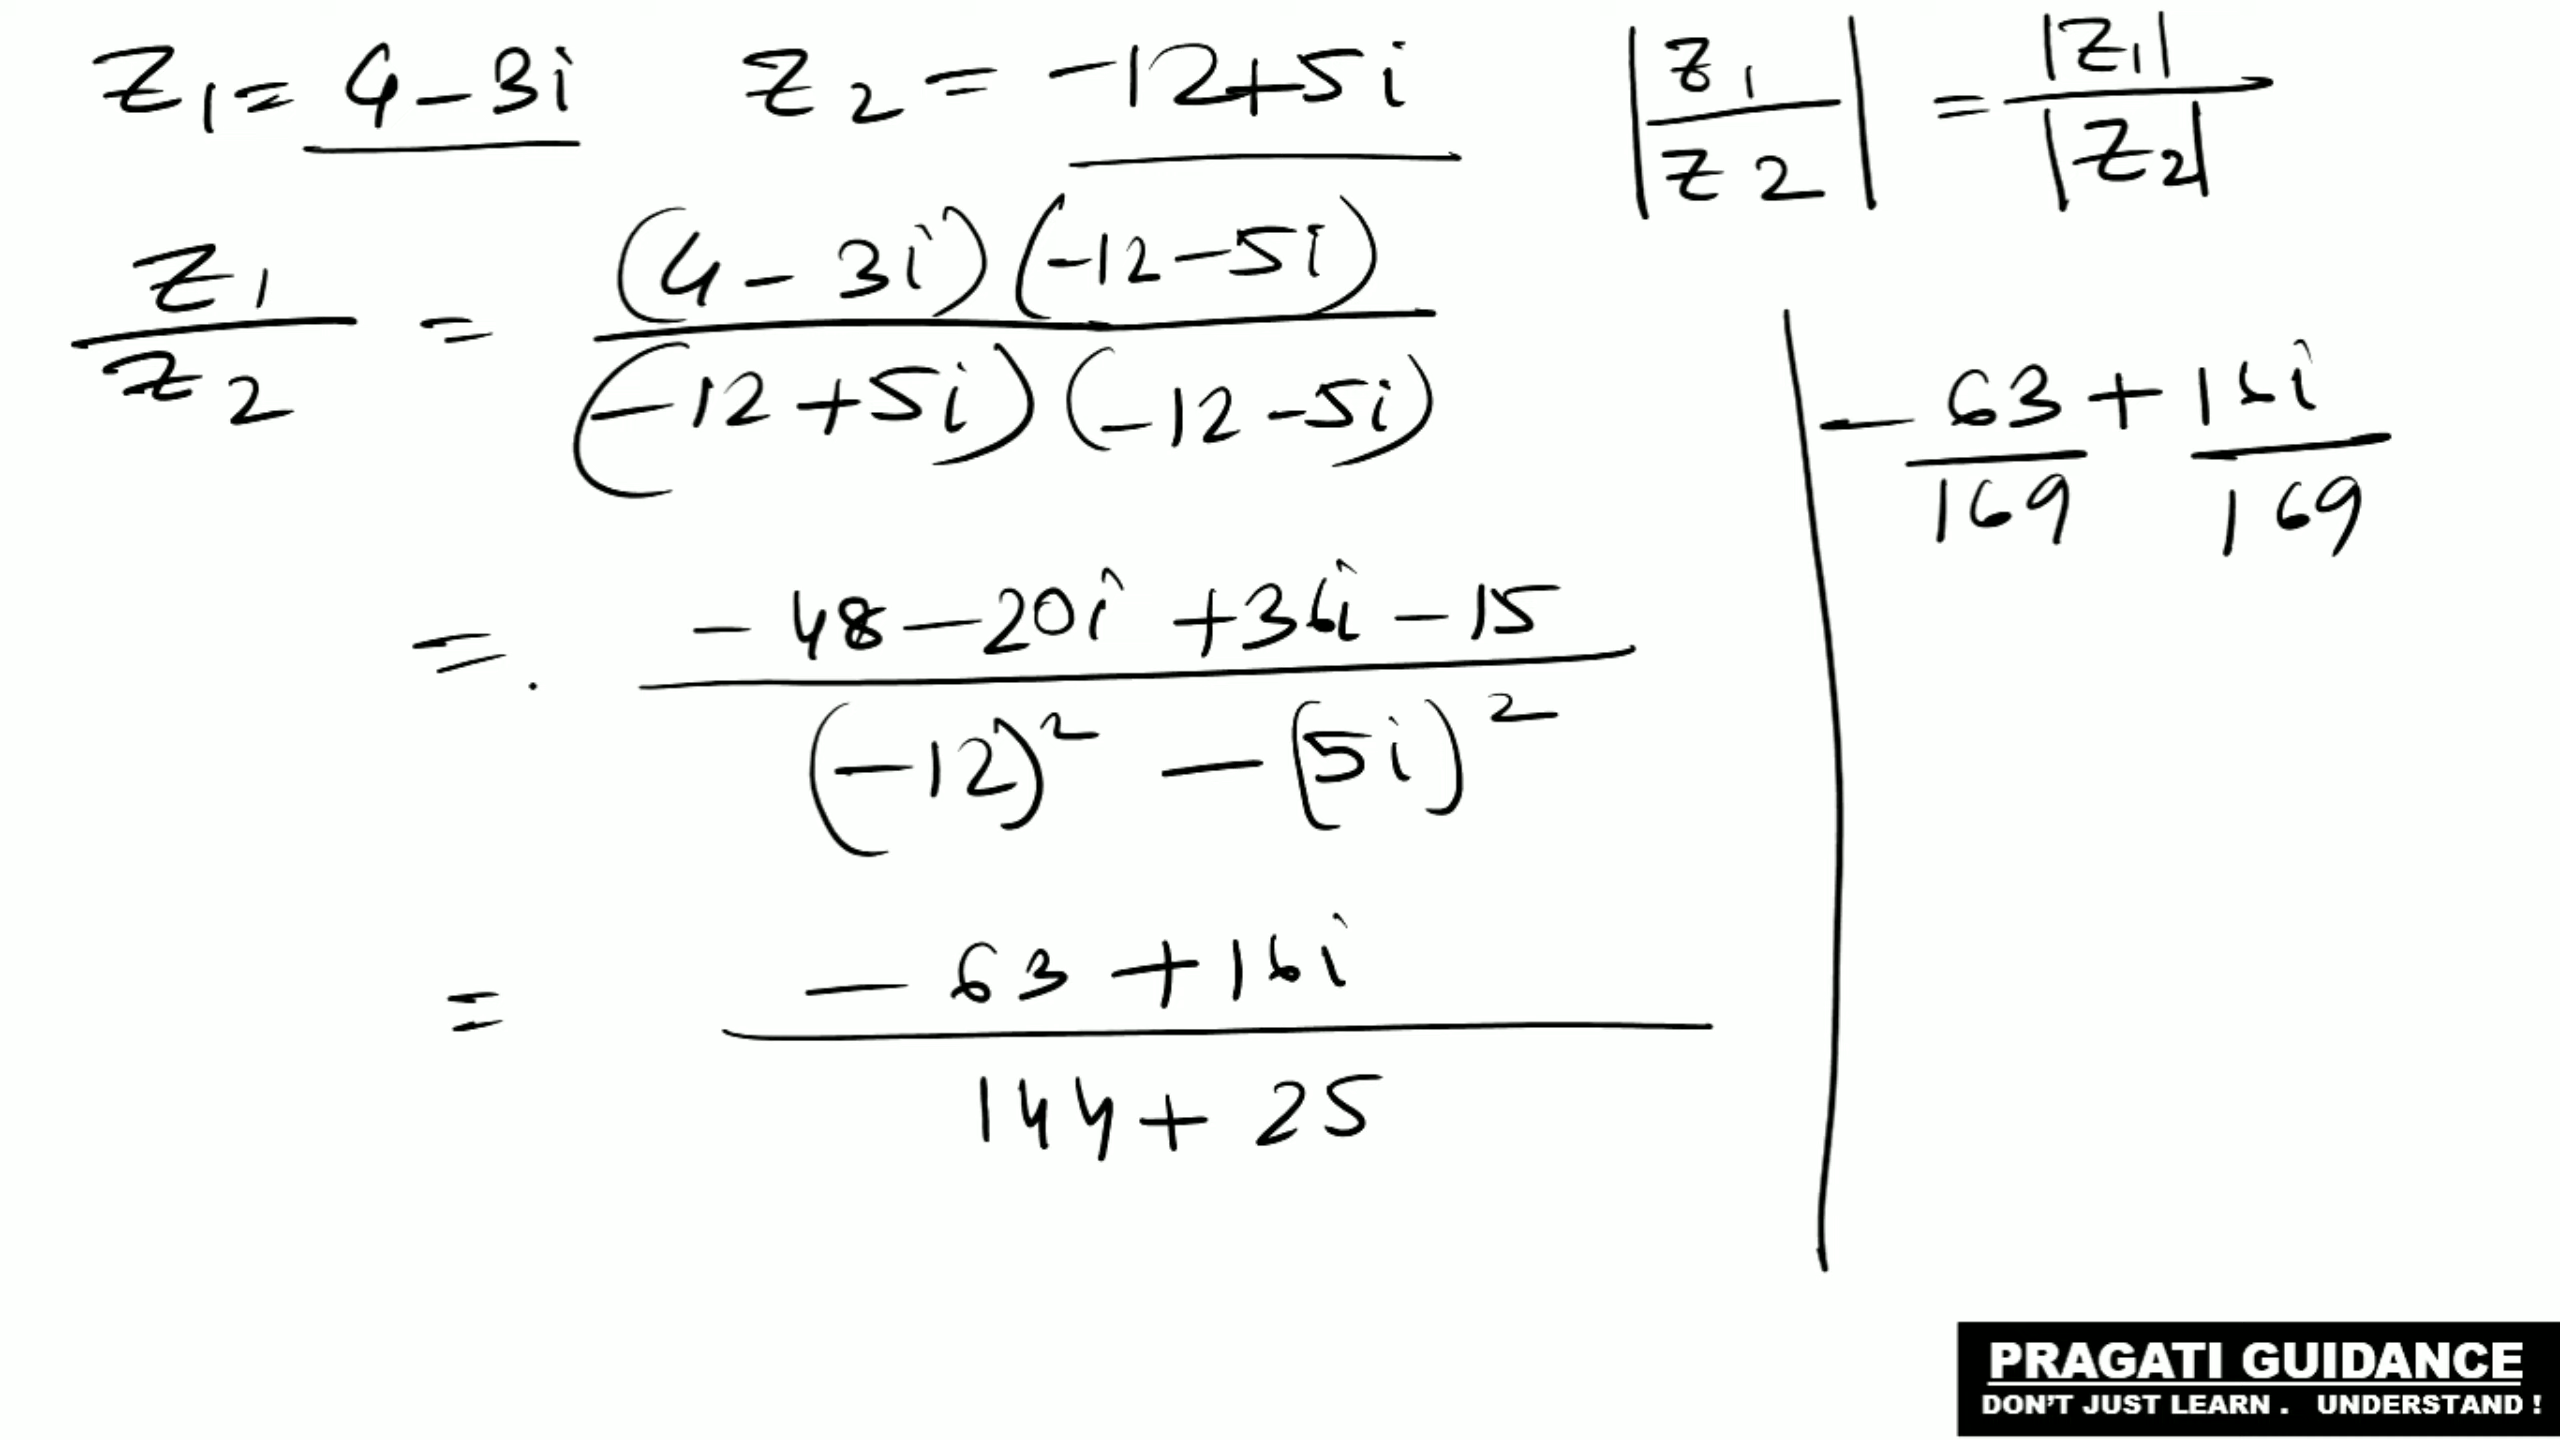 Z₁ = 4 - 3i   Z₂ = -12 + 5i   |Z₁/Z₂| = |Z₁|/|Z₂|
Z₁/Z₂ = (4 - 3i)(-12 - 5i) / (-12 + 5i)(-12 - 5i)
= -48 - 20i + 36i - 15 / (-12)² - (5i)²
= -63 + 16i / 144 + 25
-63/169 + 16i/169
PRAGATI GUIDANCE
DON'T JUST LEARN . UNDERSTAND !